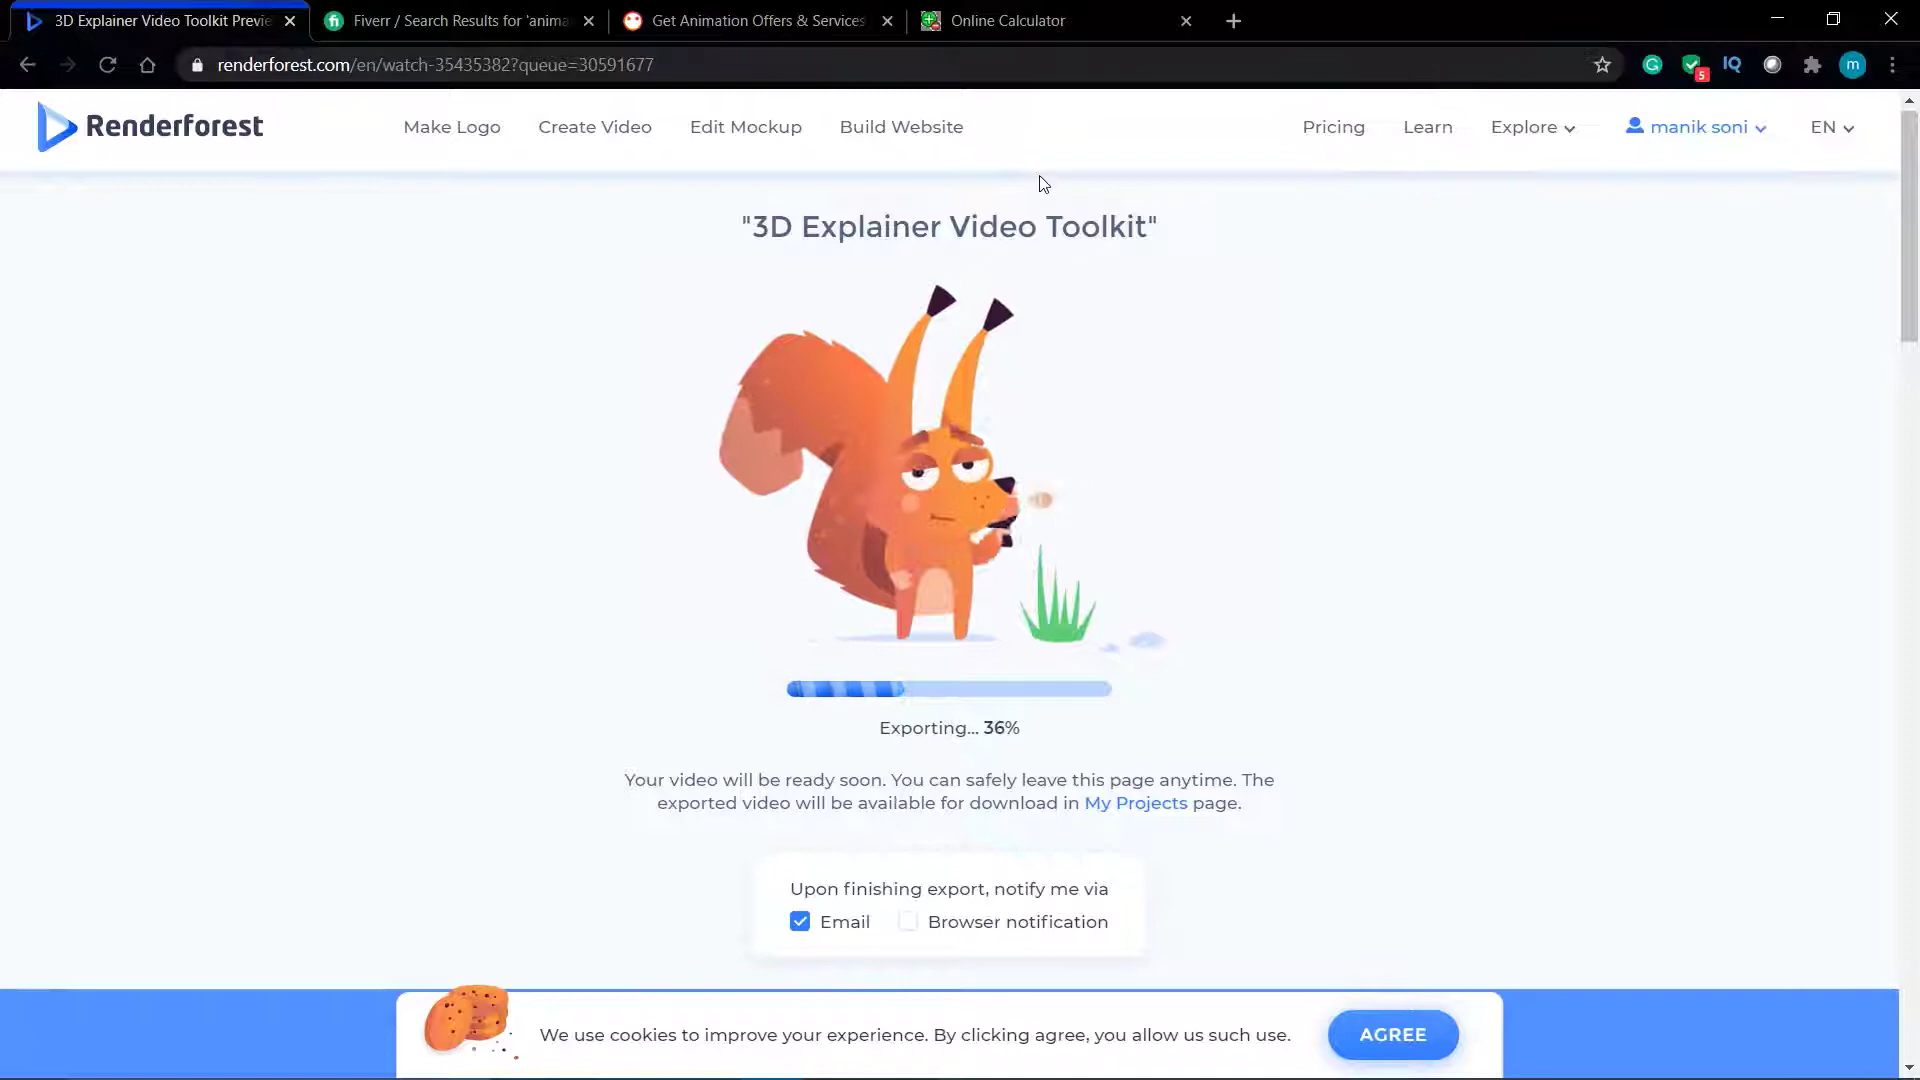 3D Explainer Video Toolkit Previe
Fiverr / Search Results for 'anima
Get Animation Offers & Services
Online Calculator
renderforest.com/en/watch-35435382?queue=30591677
5
IQ
m
Renderforest
Make Logo
Create Video
Edit Mockup
Build Website
Pricing
Learn
Explore
manik soni
EN
"3D Explainer Video Toolkit"
Exporting... 36%
Your video will be ready soon. You can safely leave this page anytime. The
exported video will be available for download in My Projects page.
Upon finishing export, notify me via
Email
Browser notification
We use cookies to improve your experience. By clicking agree, you allow us such use.
AGREE